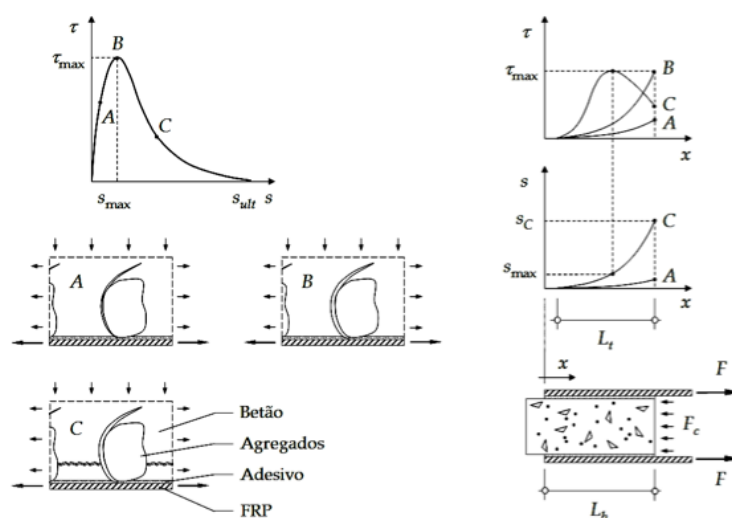 τ
B
τmax
A
C
smax
sult
s
τ
τmax
B
C
A
x
s
sC
C
smax
A
x
Lt
A
B
C
Betão
Agregados
Adesivo
FRP
x
F
Fc
F
Lb